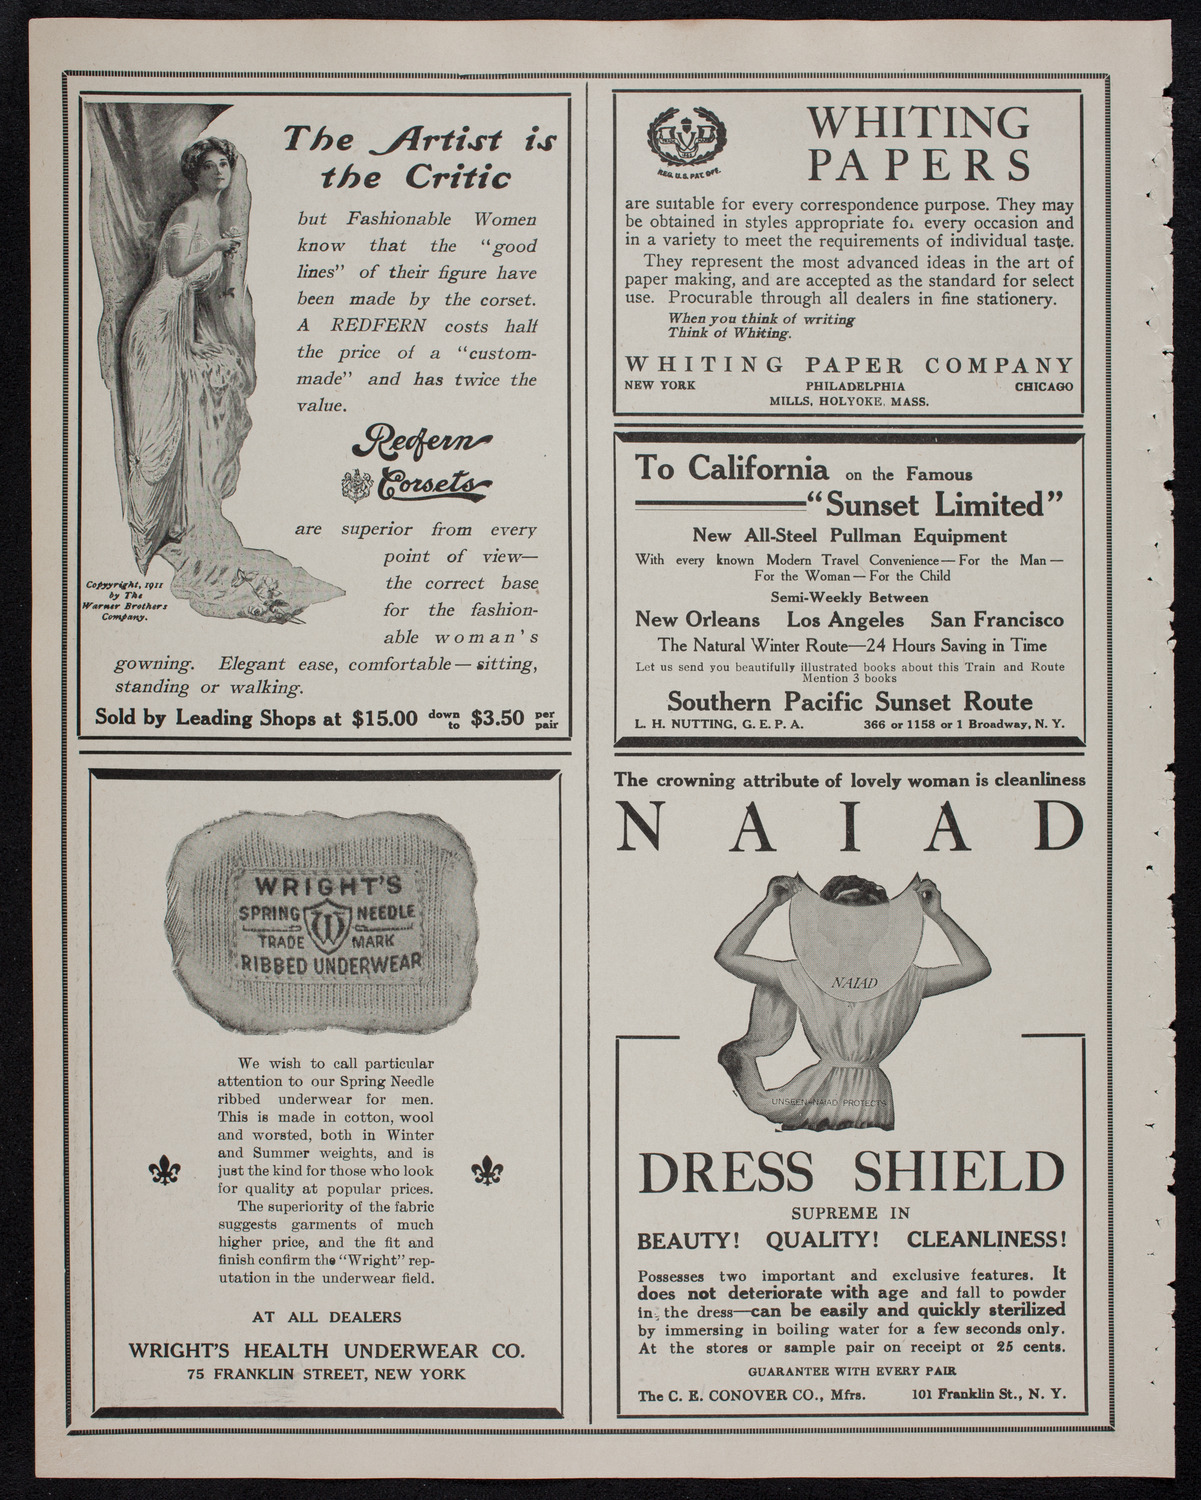 The Artist is
the Critic
but Fashionable Women
know that the "good
lines" of their figure have
been made by the corset.
A REDFERN costs half
the price of a "custom-
made" and has twice the
value.
Redfern
Corsets
are superior from every
point of view—
the correct base
for the fashion-
able woman's
gowning. Elegant ease, comfortable—sitting,
standing or walking.
Copyright, 1911
by The
Warner Brothers
Company.
Sold by Leading Shops at $15.00 down to $3.50 per pair
WRIGHT'S
SPRING NEEDLE
TRADE MARK
RIBBED UNDERWEAR
We wish to call particular
attention to our Spring Needle
ribbed underwear for men.
This is made in cotton, wool
and worsted, both in Winter
and Summer weights, and is
just the kind for those who look
for quality at popular prices.
The superiority of the fabric
suggests garments of much
higher price, and the fit and
finish confirm the "Wright" rep-
utation in the underwear field.
AT ALL DEALERS
WRIGHT'S HEALTH UNDERWEAR CO.
75 FRANKLIN STREET, NEW YORK
REG. U.S. PAT. OFF.
WHITING
PAPERS
are suitable for every correspondence purpose. They may
be obtained in styles appropriate for every occasion and
in a variety to meet the requirements of individual taste.
They represent the most advanced ideas in the art of
paper making, and are accepted as the standard for select
use. Procurable through all dealers in fine stationery.
When you think of writing
Think of Whiting.
WHITING PAPER COMPANY
NEW YORK PHILADELPHIA CHICAGO
MILLS, HOLYOKE, MASS.
To California on the Famous
"Sunset Limited"
New All-Steel Pullman Equipment
With every known Modern Travel Convenience—For the Man—
For the Woman—For the Child
Semi-Weekly Between
New Orleans Los Angeles San Francisco
The Natural Winter Route—24 Hours Saving in Time
Let us send you beautifully illustrated books about this Train and Route
Mention 3 books
Southern Pacific Sunset Route
L. H. NUTTING, G. E. P. A. 366 or 1158 or 1 Broadway, N. Y.
The crowning attribute of lovely woman is cleanliness
NAIAD
NAIAD
UNSEEN-NAIAD PROTECTS
DRESS SHIELD
SUPREME IN
BEAUTY! QUALITY! CLEANLINESS!
Possesses two important and exclusive features. It
does not deteriorate with age and fall to powder
in the dress—can be easily and quickly sterilized
by immersing in boiling water for a few seconds only.
At the stores or sample pair on receipt of 25 cents.
GUARANTEE WITH EVERY PAIR
The C. E. CONOVER CO., Mfrs. 101 Franklin St., N. Y.